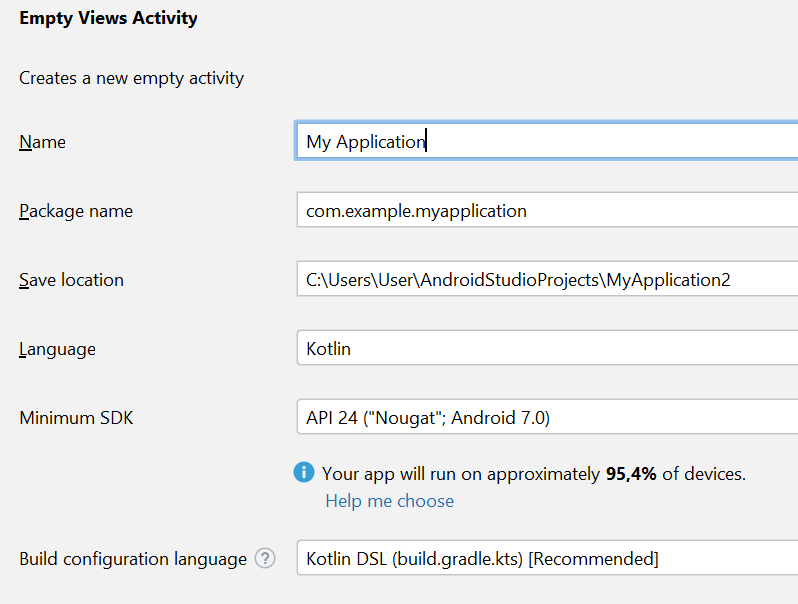 Empty Views Activity
Creates a new empty activity
Name My Application
Package name com.example.myapplication
Save location C:\Users\User\AndroidStudioProjects\MyApplication2
Language Kotlin
Minimum SDK API 24 ("Nougat"; Android 7.0)
i Your app will run on approximately 95,4% of devices.
Help me choose
Build configuration language ? Kotlin DSL (build.gradle.kts) [Recommended]